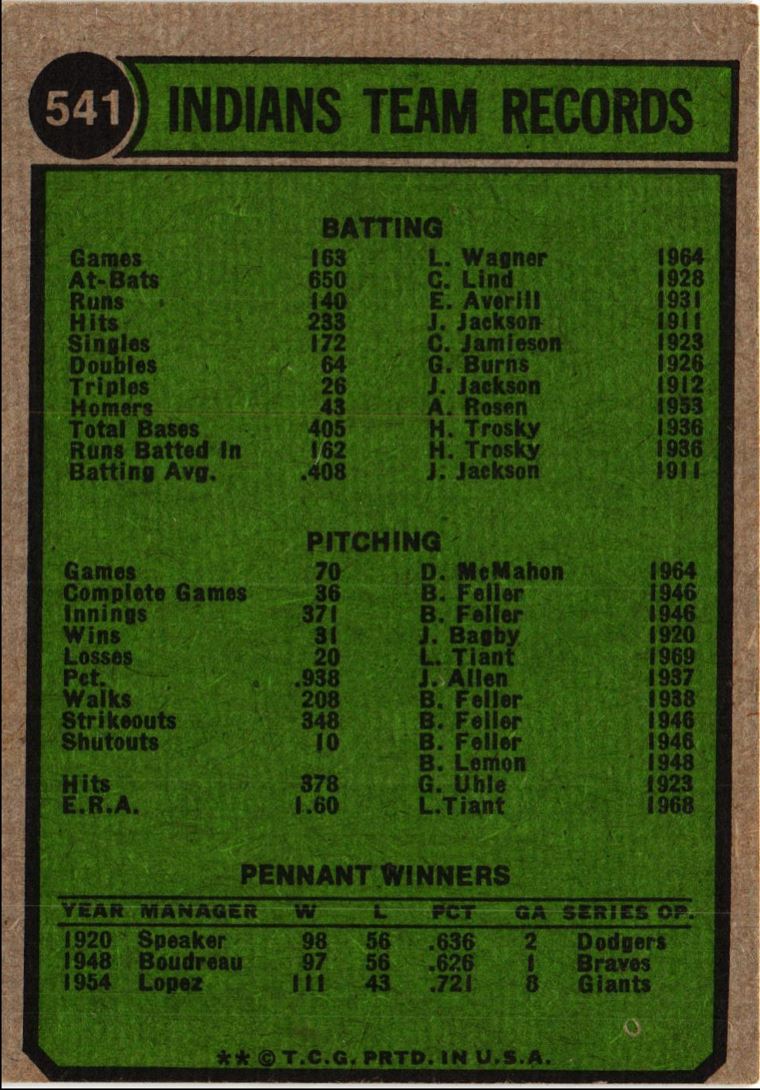 541 INDIANS TEAM RECORDS
BATTING
Games 163 L. Wagner 1964
At-Bats 650 C. Lind 1928
Runs 140 E. Averill 1931
Hits 233 J. Jackson 1911
Singles 172 C. Jamieson 1923
Doubles 64 G. Burns 1926
Triples 26 J. Jackson 1912
Homers 43 A. Rosen 1953
Total Bases 405 H. Trosky 1936
Runs Batted In 162 H. Trosky 1936
Batting Avg. .408 J. Jackson 1911
PITCHING
Games 70 D. McMahon 1964
Complete Games 36 B. Feller 1946
Innings 371 B. Feller 1946
Wins 31 J. Bagby 1920
Losses 20 L. Tiant 1969
Pct. .938 J. Allen 1937
Walks 208 B. Feller 1938
Strikeouts 348 B. Feller 1946
Shutouts 10 B. Feller 1946
B. Lemon 1948
Hits 378 G. Uhle 1923
E.R.A. 1.60 L.Tiant 1968
PENNANT WINNERS
YEAR MANAGER W L PCT GA SERIES OP.
1920 Speaker 98 56 .636 2 Dodgers
1948 Boudreau 97 56 .626 1 Braves
1954 Lopez 111 43 .721 8 Giants
** © T.C.G. PRTD. IN U.S.A.